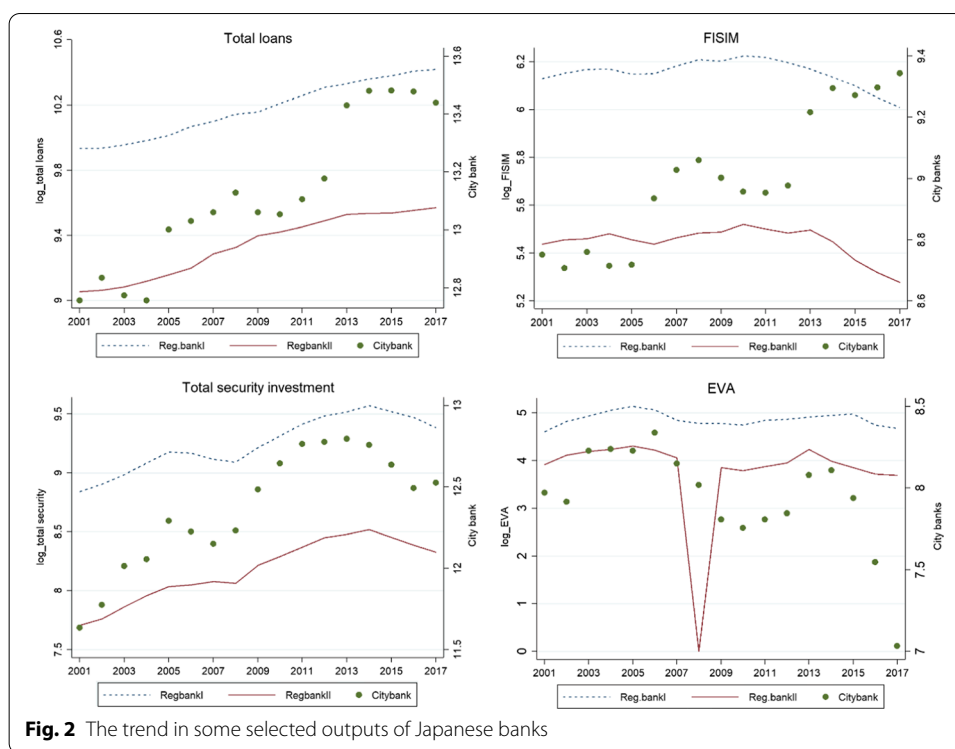 Total loans
10.6
10.2
9.8
9.4
9
log_total loans
13.6
13.4
13.2
13
12.8
City bank
2001 2003 2005 2007 2009 2011 2013 2015 2017
Reg.bankI RegbankII Citybank
FISIM
6.2
6
5.8
5.6
5.4
5.2
log_FISIM
9.4
9.2
9
8.8
8.6
City banks
2001 2003 2005 2007 2009 2011 2013 2015 2017
Reg.bankI Reg.bankII Citybank
Total security investment
9.5
9
8.5
8
7.5
log_total security
13
12.5
12
11.5
City bank
2001 2003 2005 2007 2009 2011 2013 2015 2017
RegbankI RegbankII Citybank
EVA
5
4
3
2
1
0
log_EVA
8.5
8
7.5
7
City banks
2001 2003 2005 2007 2009 2011 2013 2015 2017
Reg.bankI Reg.bankII Citybank
Fig. 2 The trend in some selected outputs of Japanese banks